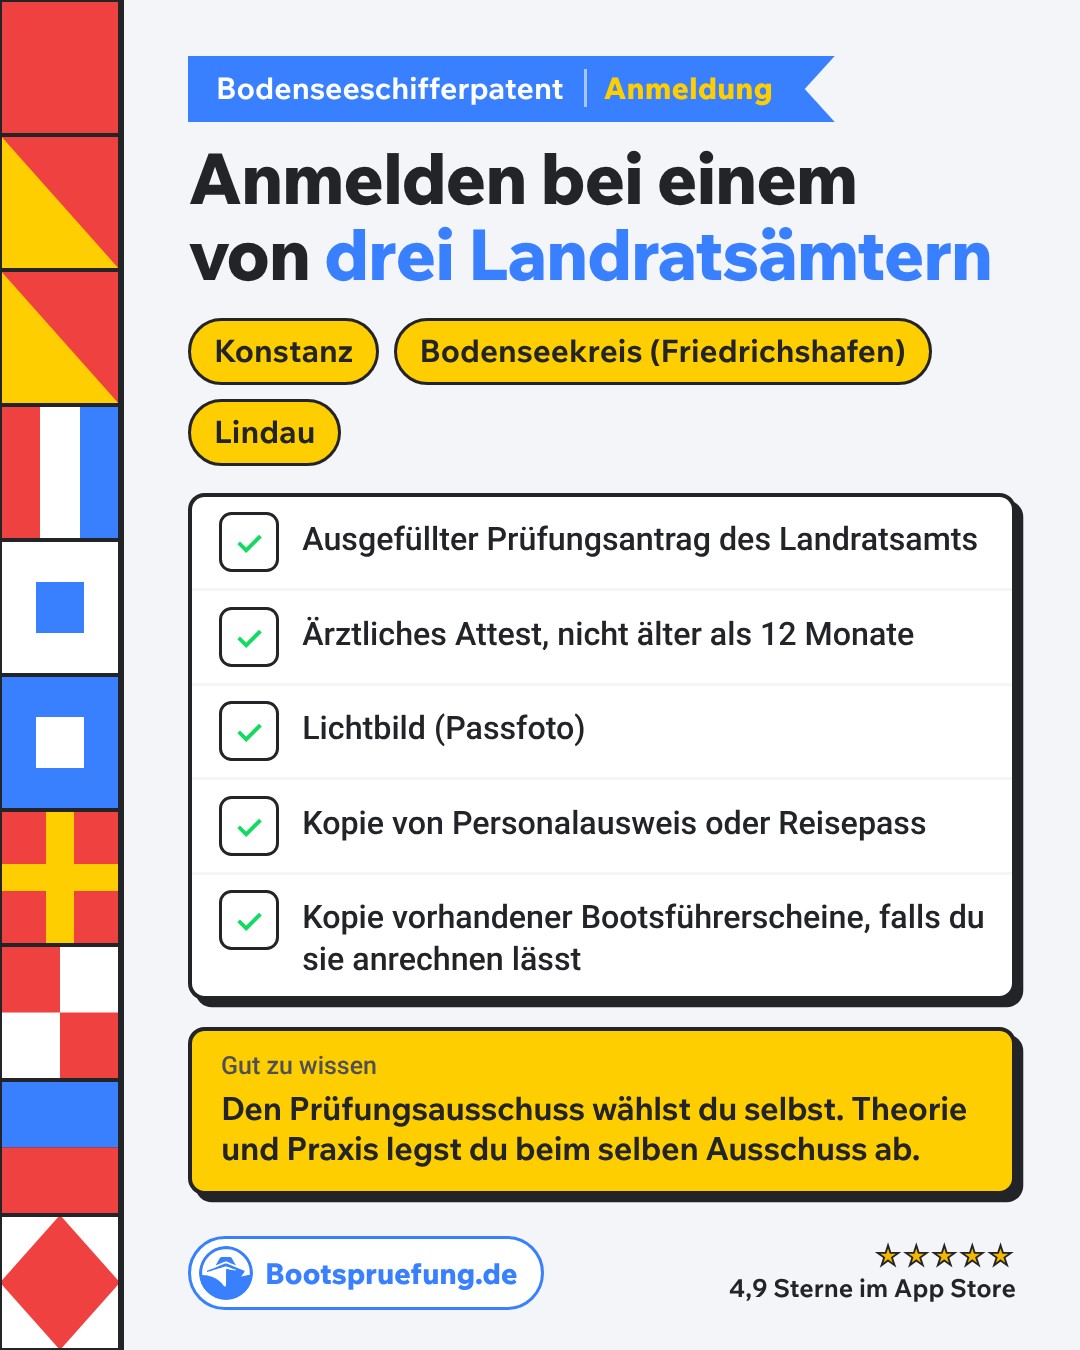 Bodenseeschifferpatent | Anmeldung
Anmelden bei einem
von drei Landratsämtern
Konstanz
Bodenseekreis (Friedrichshafen)
Lindau
Ausgefüllter Prüfungsantrag des Landratsamts
Ärztliches Attest, nicht älter als 12 Monate
Lichtbild (Passfoto)
Kopie von Personalausweis oder Reisepass
Kopie vorhandener Bootsführerscheine, falls du
sie anrechnen lässt
Gut zu wissen
Den Prüfungsausschuss wählst du selbst. Theorie
und Praxis legst du beim selben Ausschuss ab.
Bootspruefung.de
4,9 Sterne im App Store